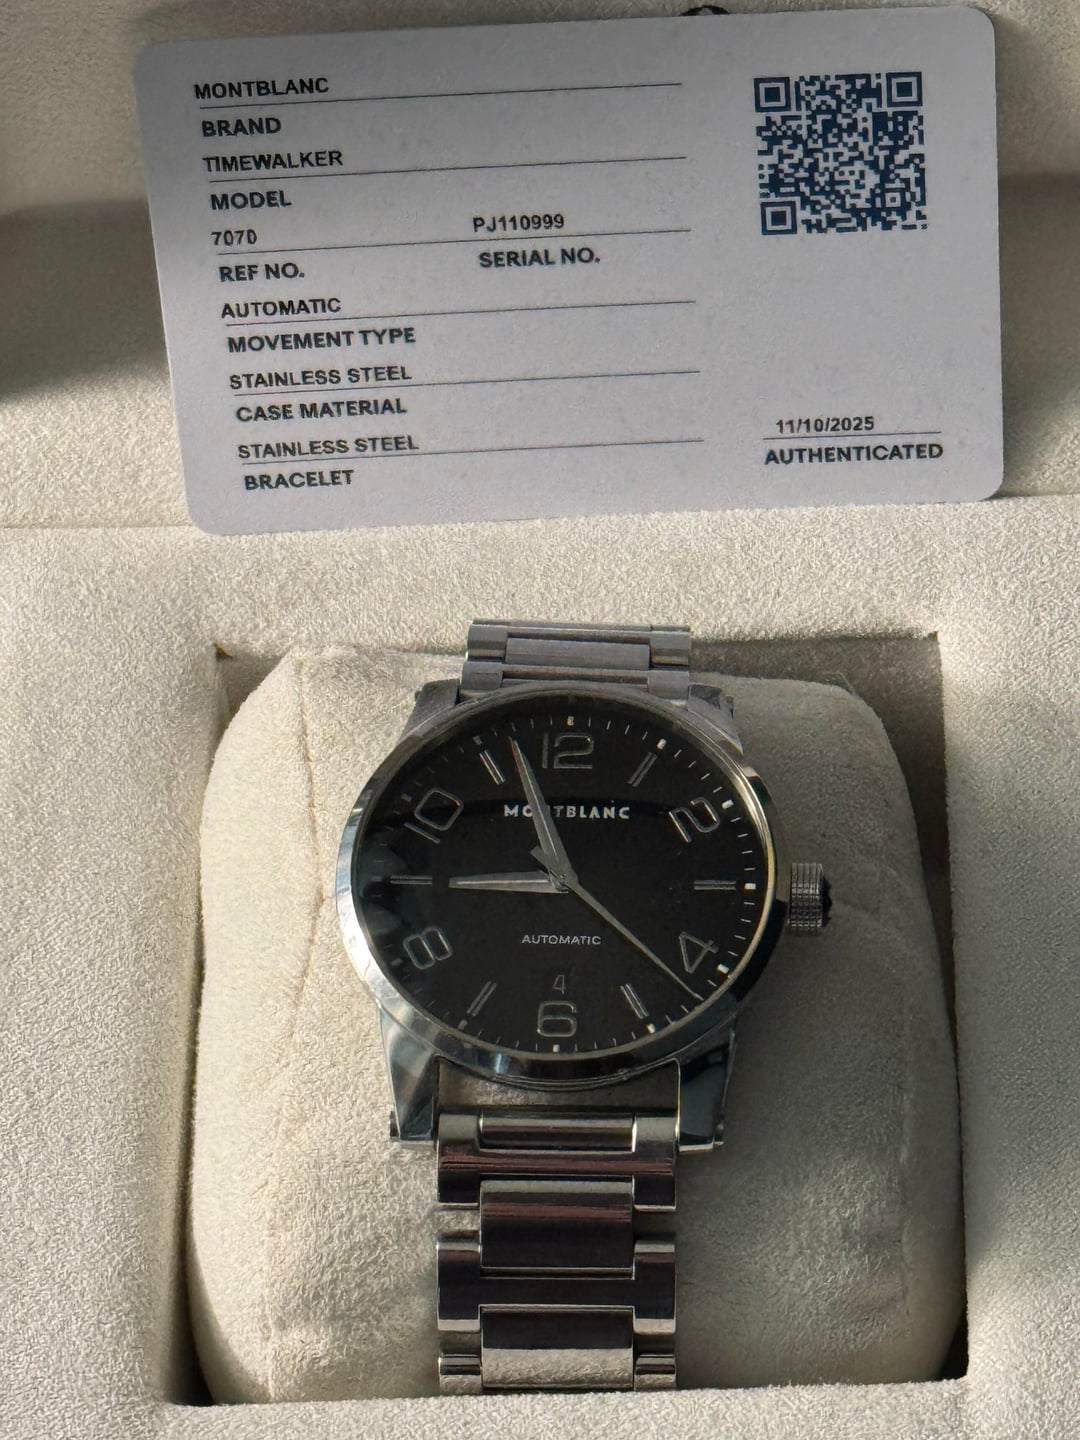 MONTBLANC
BRAND
TIMEWALKER
MODEL
7070 PJ110999
REF NO. SERIAL NO.
AUTOMATIC
MOVEMENT TYPE
STAINLESS STEEL
CASE MATERIAL
STAINLESS STEEL
BRACELET
11/10/2025
AUTHENTICATED
12
10 2
MONTBLANC
8 4
AUTOMATIC
4
6